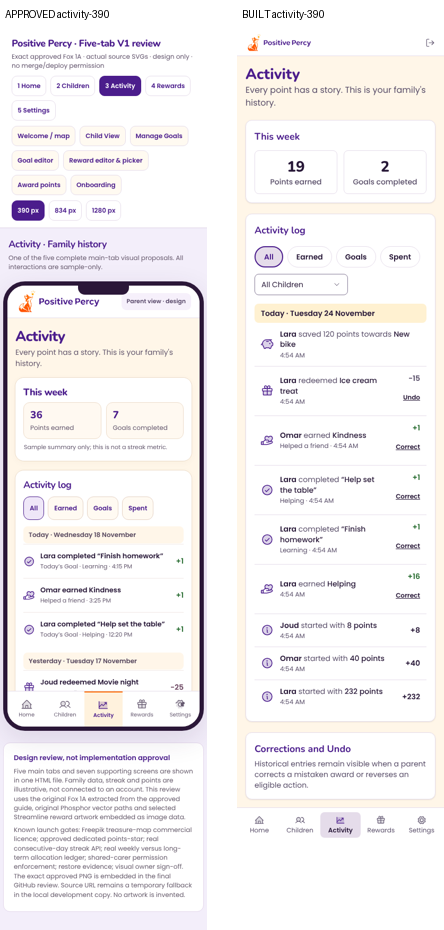 APPROVED activity-390
Positive Percy · Five-tab V1 review
Exact approved Fox 1A · actual source SVGs · design only ·
no merge/deploy permission
1 Home
2 Children
3 Activity
4 Rewards
5 Settings
Welcome / map
Child View
Manage Goals
Goal editor
Reward editor & picker
Award points
Onboarding
390 px
834 px
1280 px
Activity · Family history
One of the five complete main-tab visual proposals. All
interactions are sample-only.
Positive Percy
Parent view · design
Activity
Every point has a story. This is your family's
history.
This week
36
Points earned
7
Goals completed
Sample summary only; this is not a streak metric.
Activity log
All
Earned
Goals
Spent
Today · Wednesday 18 November
Lara completed “Finish homework”
Today's Goal · Learning · 4:15 PM
+1
Omar earned Kindness
Helped a friend · 3:25 PM
+1
Lara completed “Help set the table”
Today's Goal · Helping · 12:20 PM
+1
Yesterday · Tuesday 17 November
Joud redeemed Movie night
-25
Home
Children
Activity
Rewards
Settings
Design review, not implementation approval
Five main tabs and seven supporting screens are shown
in one HTML file. Family data, streak and points are
illustrative, not connected to an account. This review
uses the original Fox 1A extracted from the approved
guide, original Phosphor vector paths and selected
Streamline reward artwork embedded as image data.
Known launch gates: Freepik treasure-map commercial
licence; approved dedicated points-star; real
consecutive-day streak API; real weekly versus long-
term allocation ledger; shared-carer permission
enforcement; restore evidence; visual owner sign-off.
The exact approved PNG is embedded in the final
GitHub review. Source URL remains a temporary fallback
in the local development copy. No artwork is invented.
BUILT activity-390
Positive Percy
Activity
Every point has a story. This is your family's
history.
This week
19
Points earned
2
Goals completed
Activity log
All
Earned
Goals
Spent
All Children
Today · Tuesday 24 November
Lara saved 120 points towards New
bike
4:54 AM
Lara redeemed Ice cream
treat
4:54 AM
-15
Undo
Omar earned Kindness
Helped a friend · 4:54 AM
+1
Correct
Lara completed “Help set
the table”
Helping · 4:54 AM
+1
Correct
Lara completed “Finish
homework”
Learning · 4:54 AM
+1
Correct
Lara earned Helping
4:54 AM
+16
Correct
Joud started with 8 points
4:54 AM
+8
Omar started with 40 points
4:54 AM
+40
Lara started with 232 points
4:54 AM
+232
Corrections and Undo
Historical entries remain visible when a parent
corrects a mistaken award or reverses an
eligible action.
Home
Children
Activity
Rewards
Settings